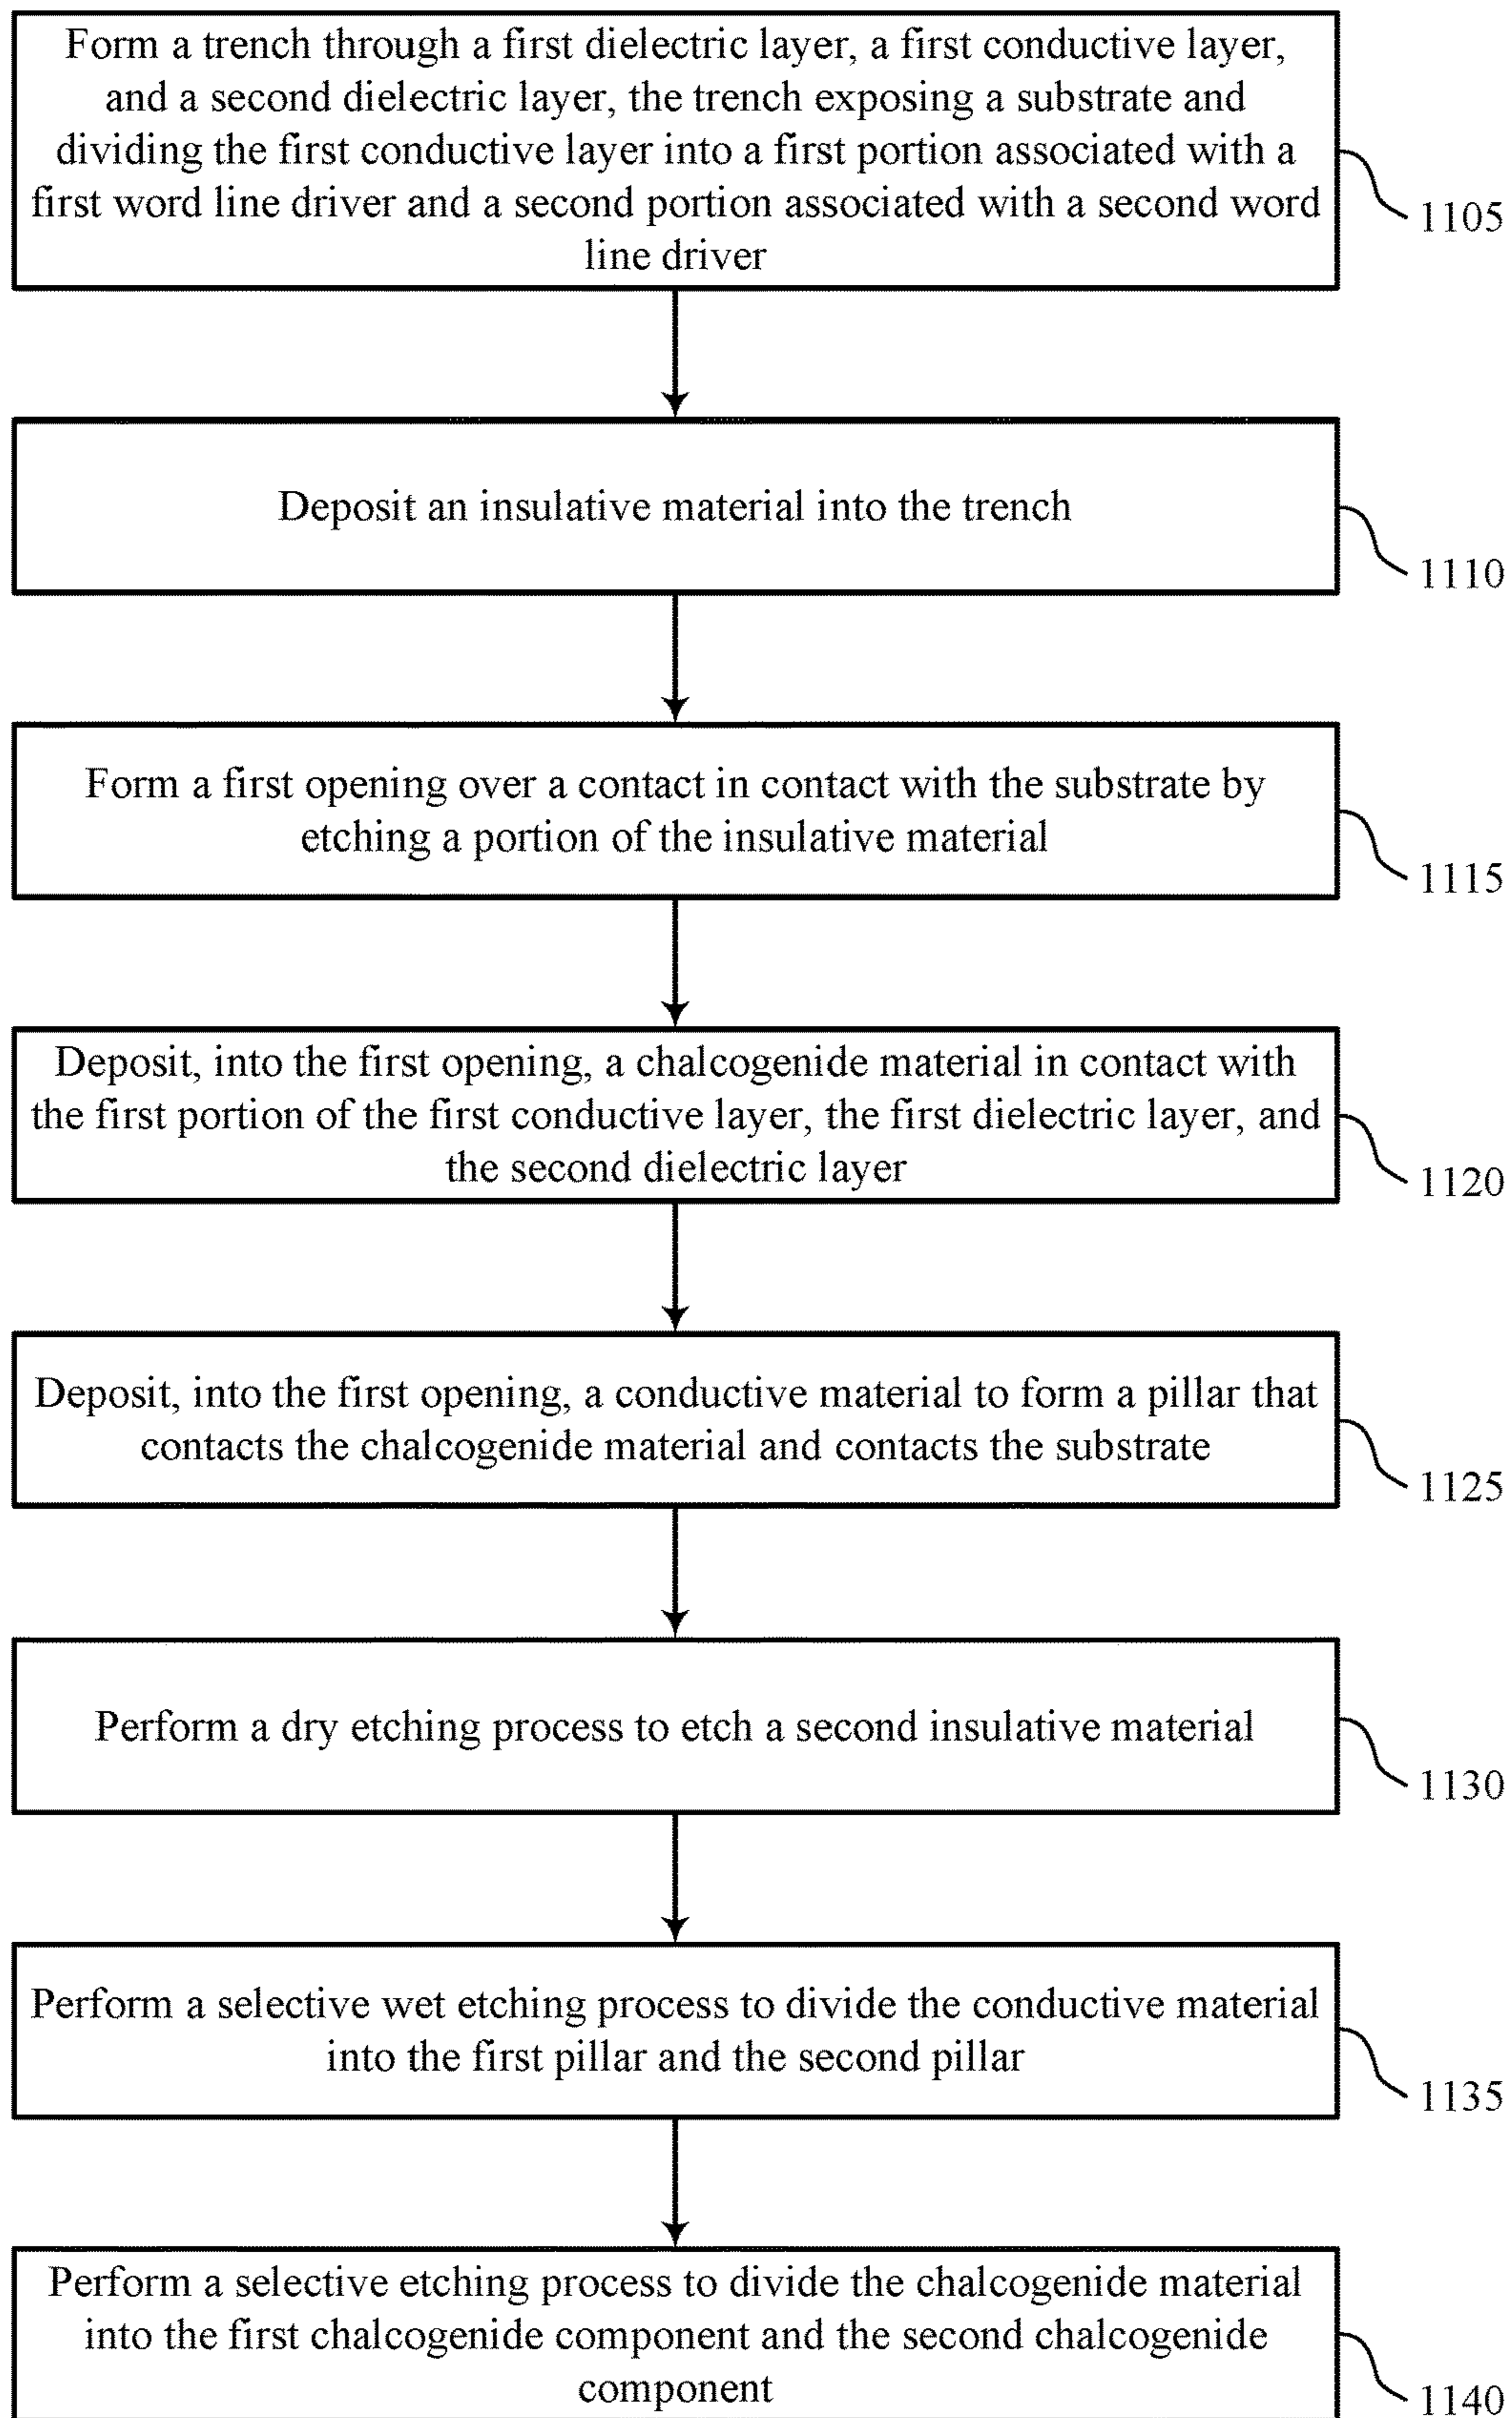 Form a trench through a first dielectric layer, a first conductive layer,
and a second dielectric layer, the trench exposing a substrate and
dividing the first conductive layer into a first portion associated with a
first word line driver and a second portion associated with a second word
line driver
1105
Deposit an insulative material into the trench
1110
Form a first opening over a contact in contact with the substrate by
etching a portion of the insulative material
1115
Deposit, into the first opening, a chalcogenide material in contact with
the first portion of the first conductive layer, the first dielectric layer, and
the second dielectric layer
1120
Deposit, into the first opening, a conductive material to form a pillar that
contacts the chalcogenide material and contacts the substrate
1125
Perform a dry etching process to etch a second insulative material
1130
Perform a selective wet etching process to divide the conductive material
into the first pillar and the second pillar
1135
Perform a selective etching process to divide the chalcogenide material
into the first chalcogenide component and the second chalcogenide
component
1140